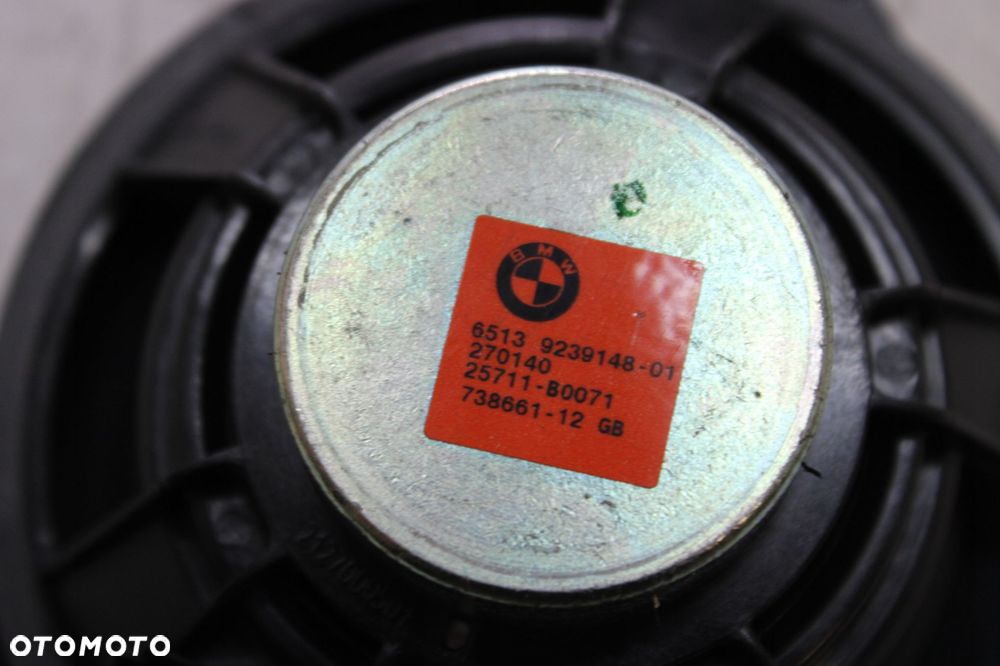 BMW
6513 9239148-01
270140
25711-B0071
738661-12 GB
OTOMOTO